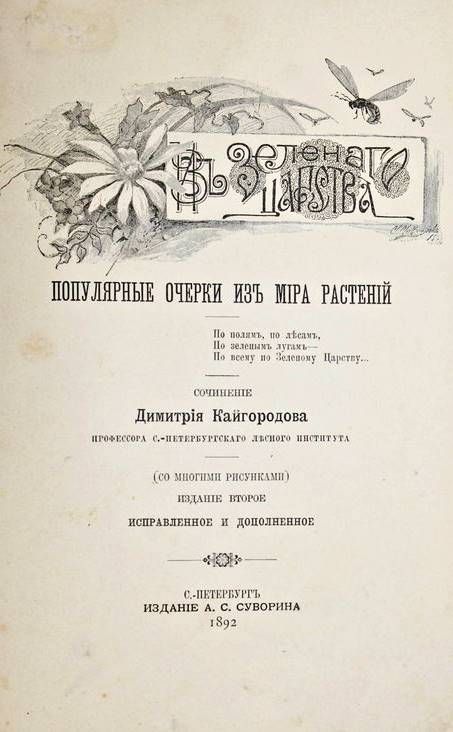 Изъ зеленаго
царства
ПОПУЛЯРНЫЕ ОЧЕРКИ ИЗЪ МІРА РАСТЕНІЙ
По полямъ, по лѣсамъ,
По зеленымъ лугамъ—
По всему по Зеленому Царству...
СОЧИНЕНІЕ
Димитрія Кайгородова
ПРОФЕССОРА С.-ПЕТЕРБУРГСКАГО ЛѢСНОГО ИНСТИТУТА
(СО МНОГИМИ РИСУНКАМИ)
ИЗДАНІЕ ВТОРОЕ
ИСПРАВЛЕННОЕ И ДОПОЛНЕННОЕ
С.-ПЕТЕРБУРГЪ
ИЗДАНІЕ А. С. СУВОРИНА
1892